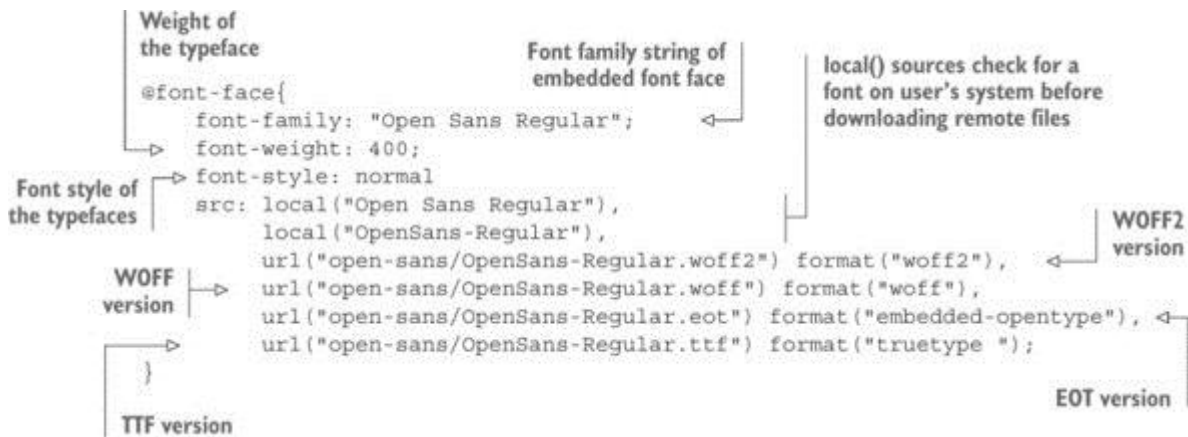 Weight of
the typeface
Font family string of
embedded font face
local() sources check for a
font on user's system before
downloading remote files
@font-face{
font-family: "Open Sans Regular";
font-weight: 400;
Font style of
the typefaces
font-style: normal
src: local("Open Sans Regular"),
local("OpenSans-Regular"),
WOFF2
version
url("open-sans/OpenSans-Regular.woff2") format("woff2"),
WOFF
version
url("open-sans/OpenSans-Regular.woff") format("woff"),
url("open-sans/OpenSans-Regular.eot") format("embedded-opentype"),
url("open-sans/OpenSans-Regular.ttf") format("truetype ");
}
EOT version
TTF version